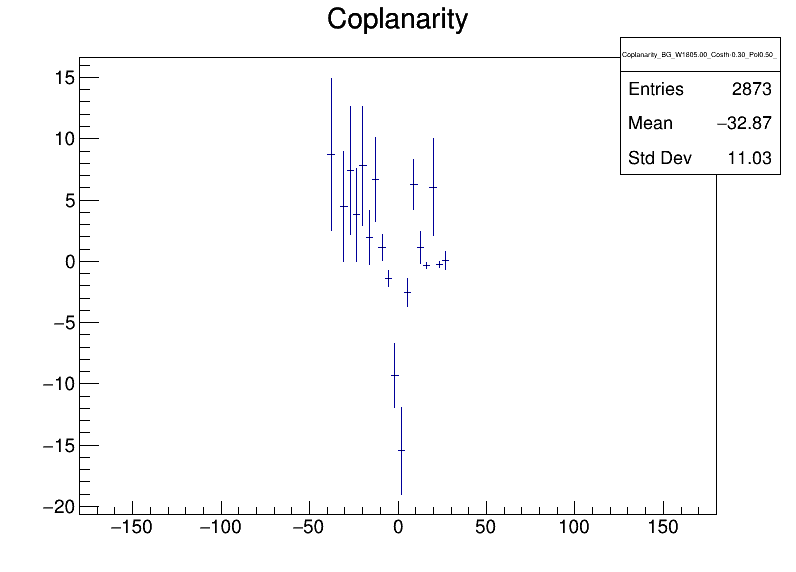 Coplanarity
Coplanarity_BG_W1805.00_Costh-0.30_Pol0.50_
Entries 2873
Mean −32.87
Std Dev 11.03
15
10
5
0
−5
−10
−15
−20
−150 −100 −50 0 50 100 150